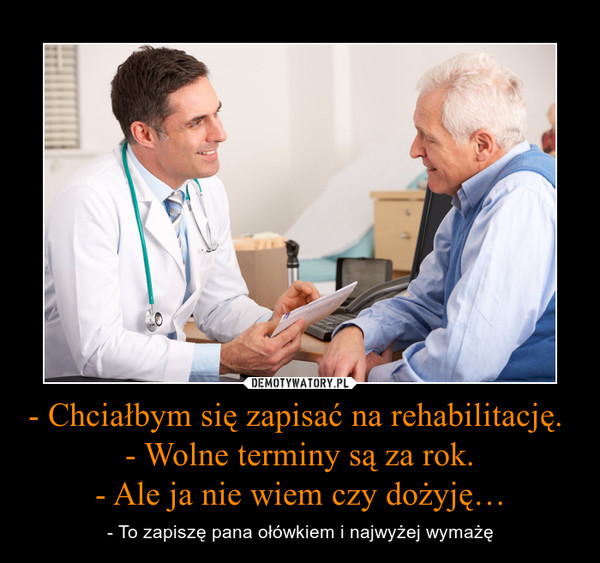 DEMOTYWATORY.PL
- Chciałbym się zapisać na rehabilitację.
- Wolne terminy są za rok.
- Ale ja nie wiem czy dożyję...
- To zapiszę pana ołówkiem i najwyżej wymażę